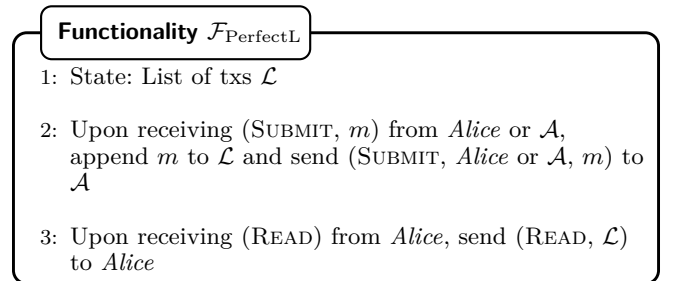 Functionality 𝓕PerfectL
1: State: List of txs 𝓛
2: Upon receiving (SUBMIT, m) from Alice or 𝓐,
append m to 𝓛 and send (SUBMIT, Alice or 𝓐, m) to
𝓐
3: Upon receiving (READ) from Alice, send (READ, 𝓛)
to Alice